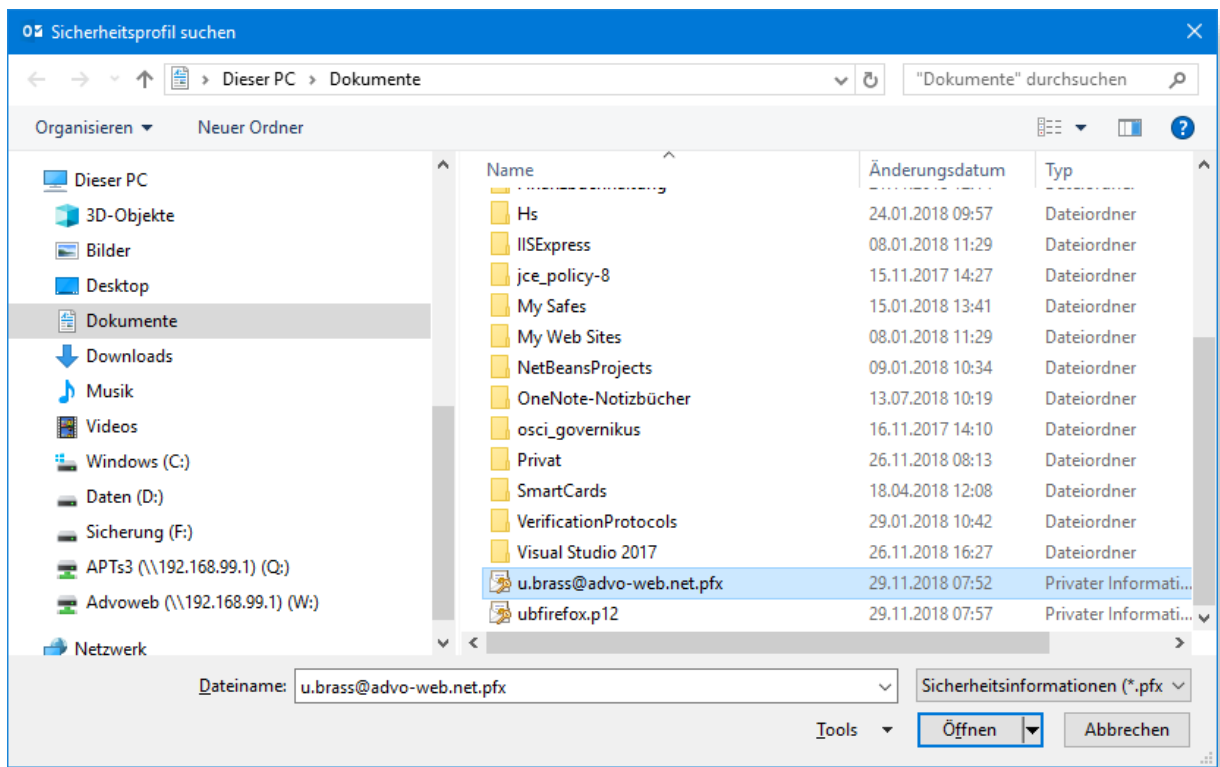 Sicherheitsprofil suchen
Dieser PC > Dokumente
"Dokumente" durchsuchen
Organisieren
Neuer Ordner
Dieser PC
3D-Objekte
Bilder
Desktop
Dokumente
Downloads
Musik
Videos
Windows (C:)
Daten (D:)
Sicherung (F:)
APTs3 (\\192.168.99.1) (Q:)
Advoweb (\\192.168.99.1) (W:)
Netzwerk
Name Änderungsdatum Typ
Hs 24.01.2018 09:57 Dateiordner
IISExpress 08.01.2018 11:29 Dateiordner
jce_policy-8 15.11.2017 14:27 Dateiordner
My Safes 15.01.2018 13:41 Dateiordner
My Web Sites 08.01.2018 11:29 Dateiordner
NetBeansProjects 09.01.2018 10:34 Dateiordner
OneNote-Notizbücher 13.07.2018 10:19 Dateiordner
osci_governikus 16.11.2017 14:10 Dateiordner
Privat 26.11.2018 08:13 Dateiordner
SmartCards 18.04.2018 12:08 Dateiordner
VerificationProtocols 29.01.2018 10:42 Dateiordner
Visual Studio 2017 26.11.2018 16:27 Dateiordner
u.brass@advo-web.net.pfx 29.11.2018 07:52 Privater Informati...
ubfirefox.p12 29.11.2018 07:57 Privater Informati...
Dateiname: u.brass@advo-web.net.pfx
Sicherheitsinformationen (*.pfx
Tools
Öffnen
Abbrechen